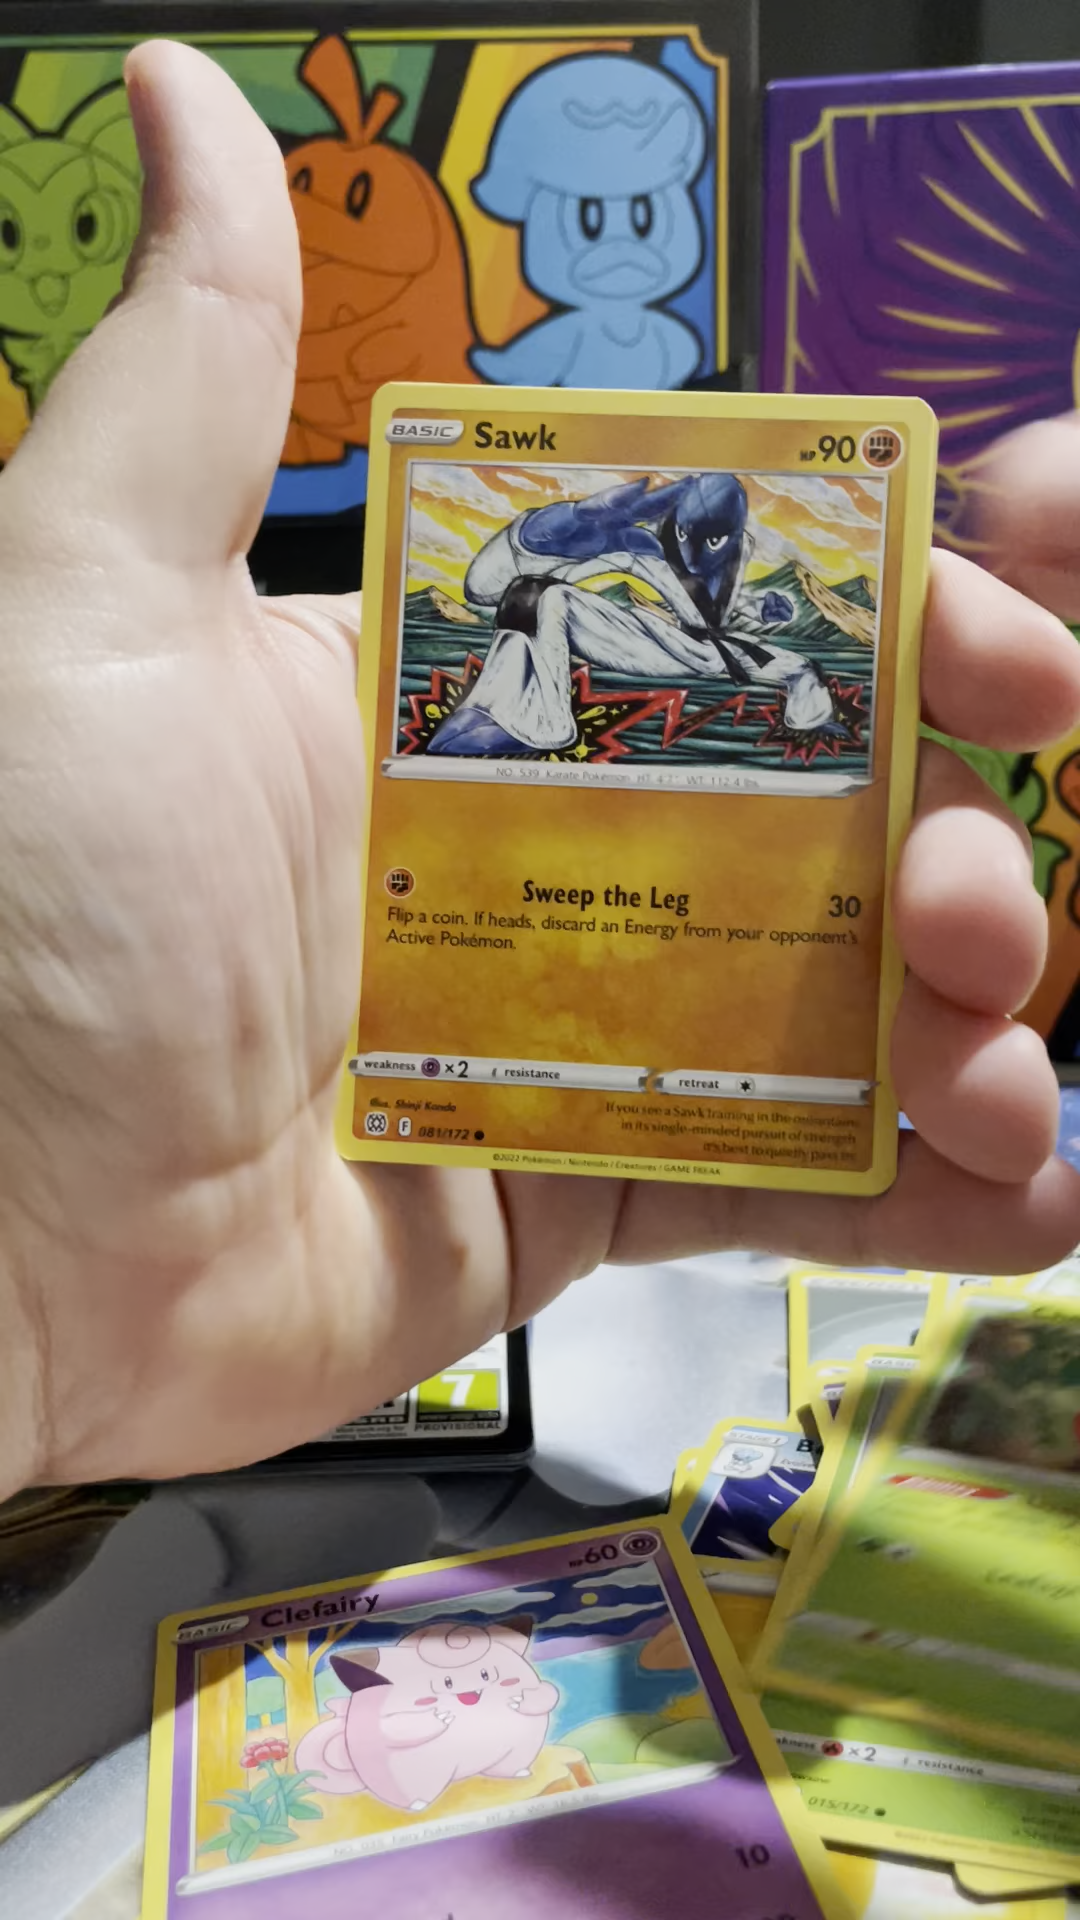 BASIC Sawk HP 90
NO. 539 Karate Pokémon HT: 4'7" WT: 112.4 lbs.
Sweep the Leg 30
Flip a coin. If heads, discard an Energy from your opponent's
Active Pokémon.
weakness ×2 resistance retreat
Illus. Shinji Kanda
If you see a Sawk training in the mountains
in its single-minded pursuit of strength
it's best to quietly pass by.
F 081/172
©2022 Pokémon / Nintendo / Creatures / GAME FREAK
7
PROVISIONAL
STAGE 1
BASIC Clefairy HP 60
10
×2 resistance
015/172